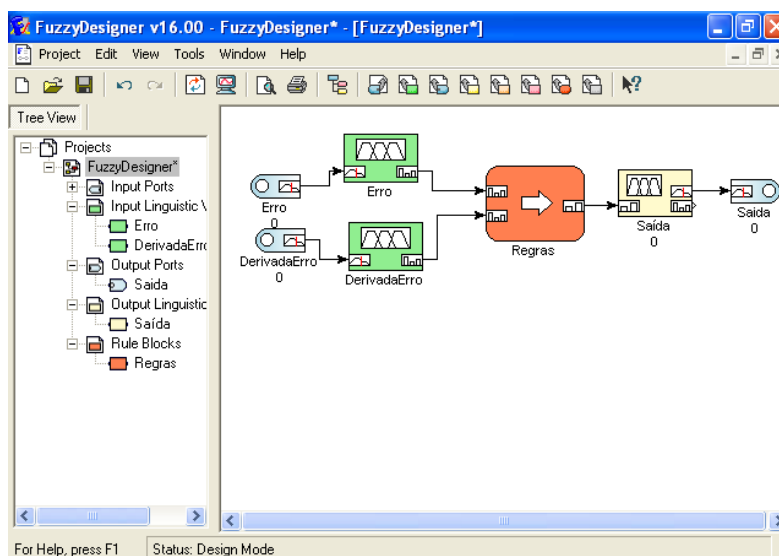 FuzzyDesigner v16.00 - FuzzyDesigner* - [FuzzyDesigner*]
Project Edit View Tools Window Help
Tree View
Projects
FuzzyDesigner*
Input Ports
Input Linguistic
Erro
DerivadaErro
Output Ports
Saida
Output Linguistic
Saída
Rule Blocks
Regras
Erro
0
DerivadaErro
0
Erro
DerivadaErro
Regras
Saída
0
Saida
0
For Help, press F1 Status: Design Mode